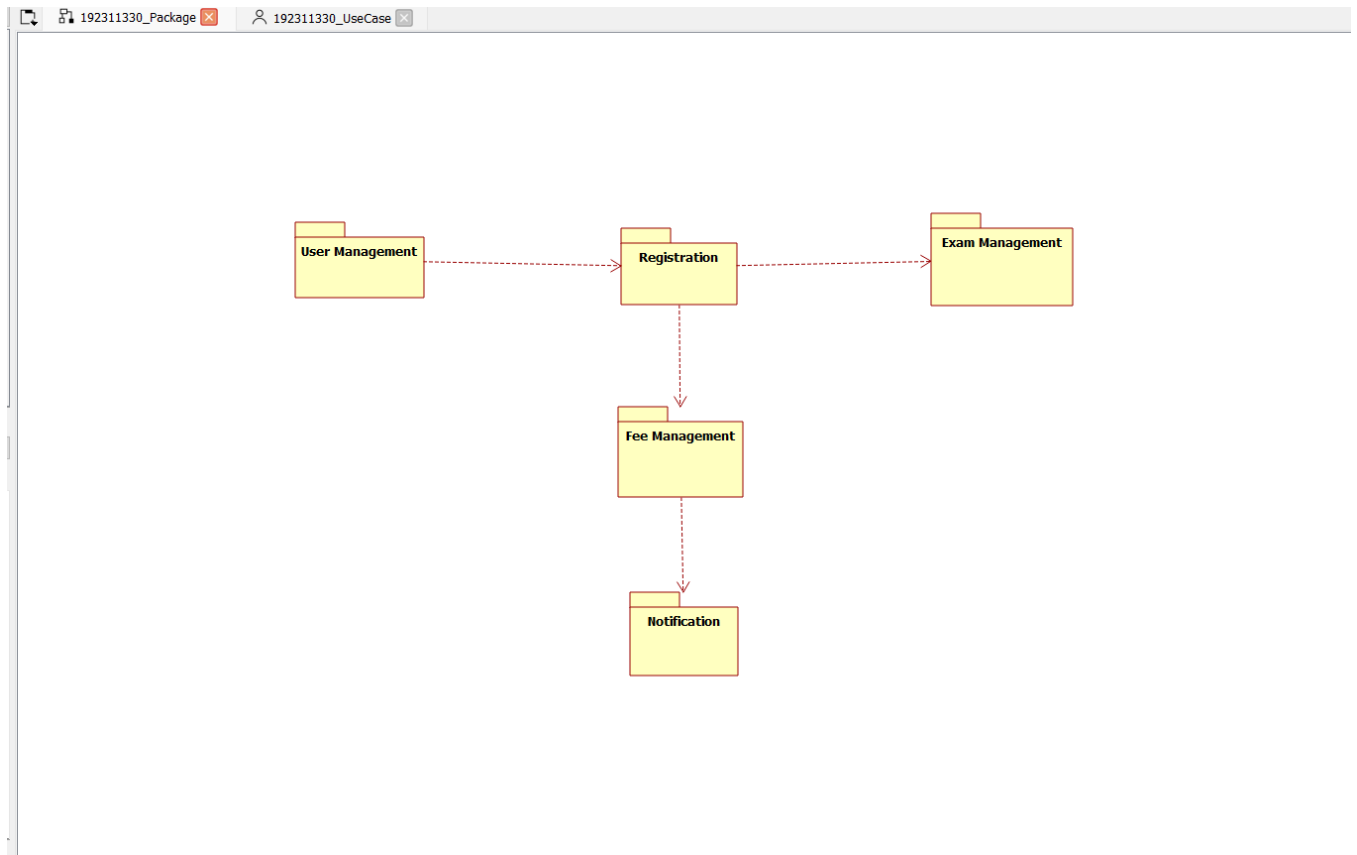 192311330_Package
192311330_UseCase
User Management
Registration
Exam Management
Fee Management
Notification